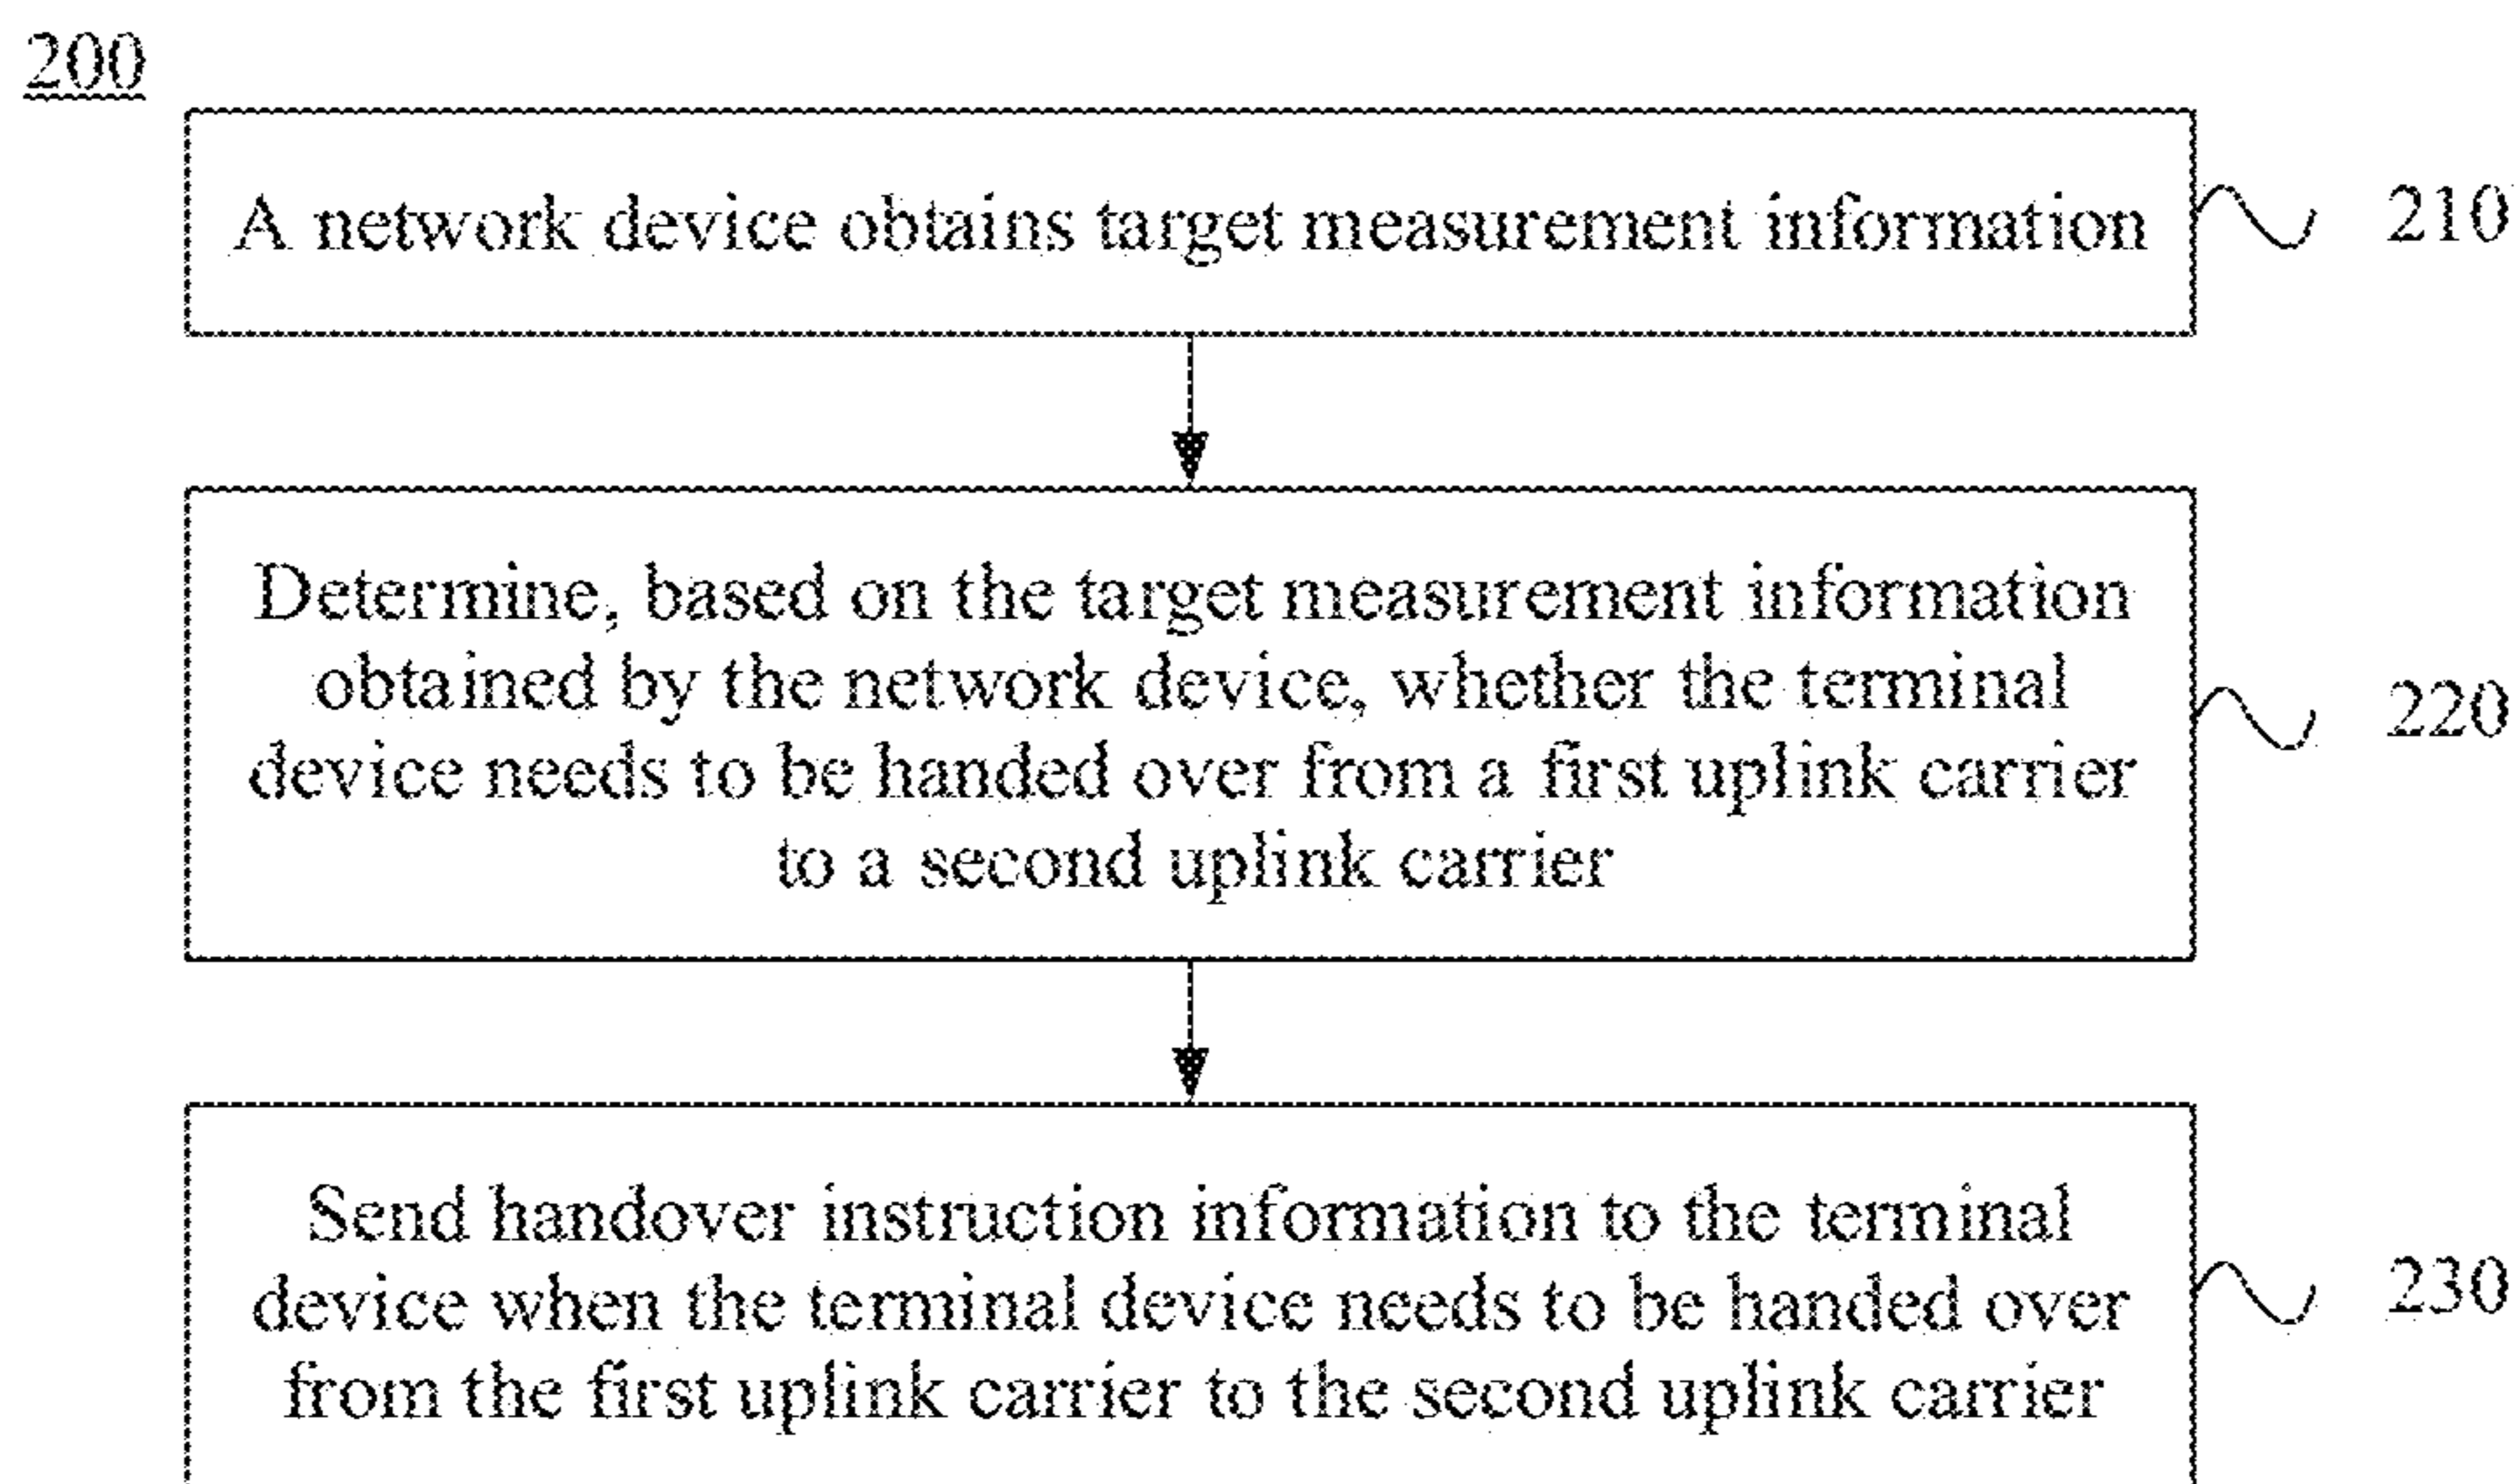 200
A network device obtains target measurement information
210
Determine, based on the target measurement information
obtained by the network device, whether the terminal
device needs to be handed over from a first uplink carrier
to a second uplink carrier
220
Send handover instruction information to the terminal
device when the terminal device needs to be handed over
from the first uplink carrier to the second uplink carrier
230